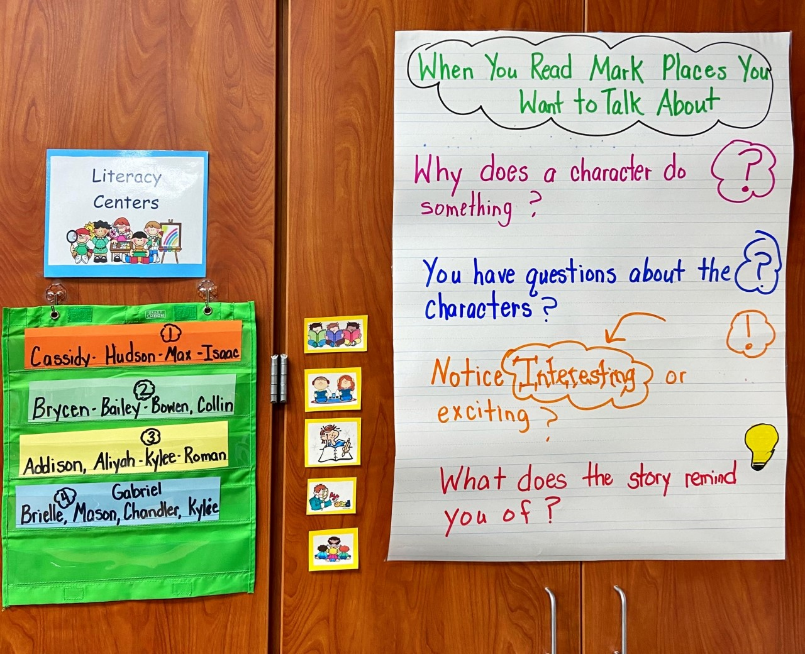 Literacy
Centers
1
Cassidy- Hudson-Max-Isaac
2
Brycen-Bailey-Bowen, Collin
3
Addison, Aliyah-Kylee-Roman
4 Gabriel
Brielle, Mason, Chandler, Kylie
When You Read Mark Places You
Want to Talk About
Why does a character do ?
something ?
You have questions about the ?
characters ?
!
Notice Interesting or
exciting ?
What does the story remind
you of ?